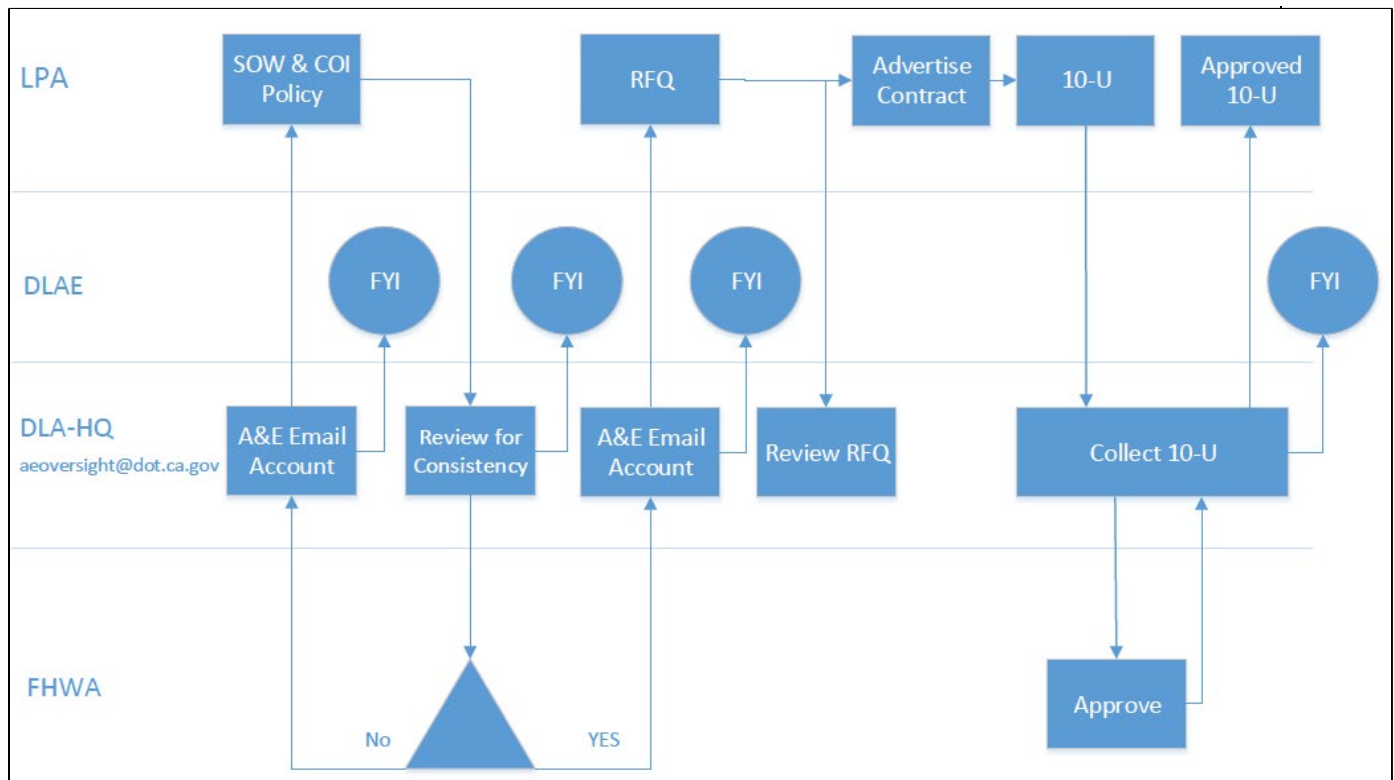 LPA
SOW & COI
Policy
RFQ
Advertise
Contract
10-U
Approved
10-U
DLAE
FYI
FYI
FYI
FYI
DLA-HQ
aeoversight@dot.ca.gov
A&E Email
Account
Review for
Consistency
A&E Email
Account
Review RFQ
Collect 10-U
FHWA
No
YES
Approve